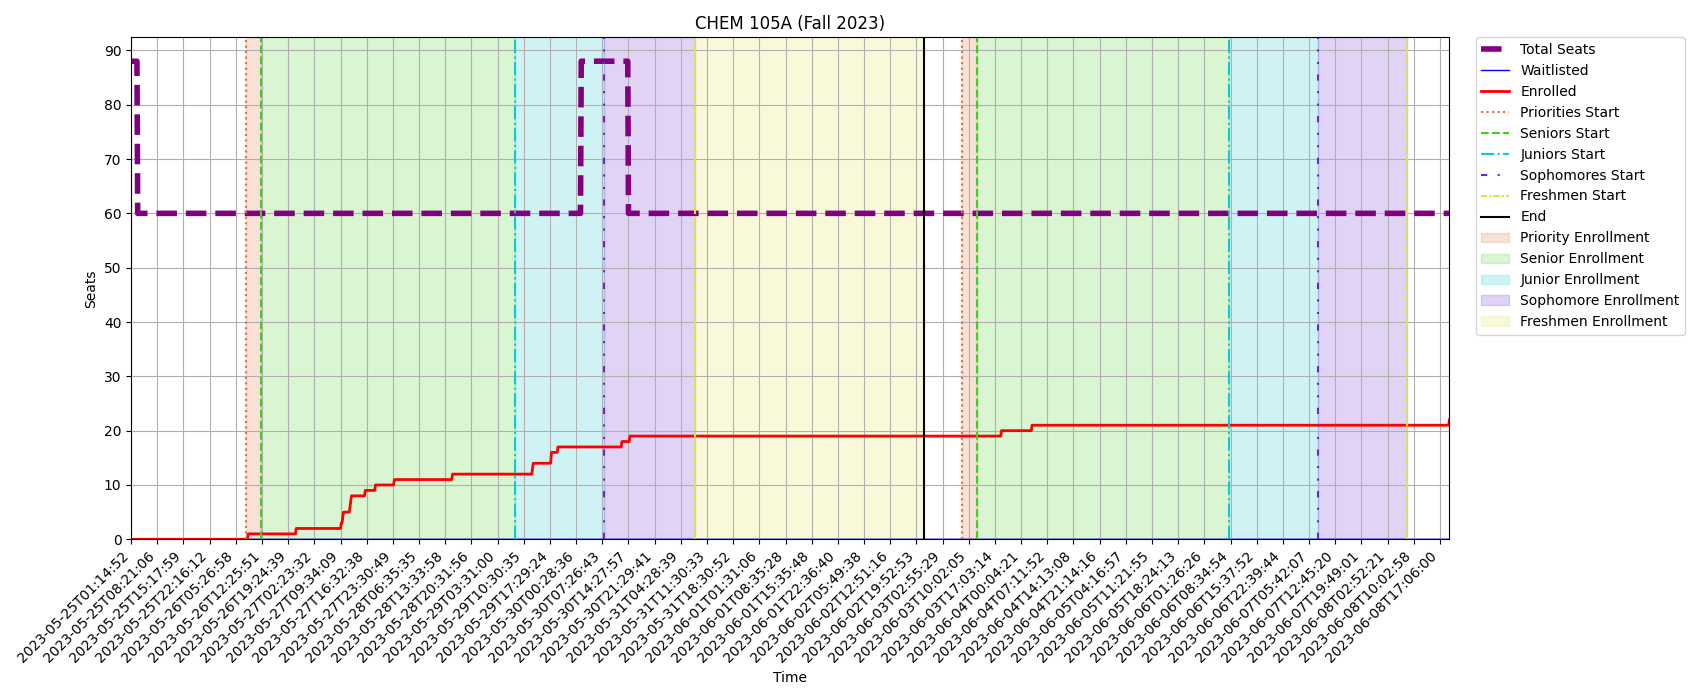 CHEM 105A (Fall 2023)
90
80
70
60
50
40
30
20
10
0
Seats
2023-05-25T01:14:52
2023-05-25T08:21:06
2023-05-25T15:17:59
2023-05-25T22:16:12
2023-05-26T05:26:58
2023-05-26T12:25:51
2023-05-26T19:24:39
2023-05-27T02:23:32
2023-05-27T09:34:09
2023-05-27T16:32:38
2023-05-27T23:30:49
2023-05-28T06:35:35
2023-05-28T13:33:58
2023-05-28T20:31:56
2023-05-29T03:31:00
2023-05-29T10:30:35
2023-05-29T17:29:24
2023-05-30T00:28:36
2023-05-30T07:26:43
2023-05-30T14:27:57
2023-05-30T21:29:41
2023-05-31T04:28:39
2023-05-31T11:30:33
2023-05-31T18:30:52
2023-06-01T01:31:06
2023-06-01T08:35:28
2023-06-01T15:35:48
2023-06-01T22:36:40
2023-06-02T05:49:38
2023-06-02T12:51:16
2023-06-02T19:52:53
2023-06-03T02:55:29
2023-06-03T10:02:05
2023-06-03T17:03:14
2023-06-04T00:04:21
2023-06-04T07:11:52
2023-06-04T14:13:08
2023-06-04T21:14:16
2023-06-05T04:16:57
2023-06-05T11:21:55
2023-06-05T18:24:13
2023-06-06T01:26:26
2023-06-06T08:34:54
2023-06-06T15:37:52
2023-06-06T22:39:44
2023-06-07T05:42:07
2023-06-07T12:45:20
2023-06-07T19:49:01
2023-06-08T02:52:21
2023-06-08T10:02:58
2023-06-08T17:06:00
Time
Total Seats
Waitlisted
Enrolled
Priorities Start
Seniors Start
Juniors Start
Sophomores Start
Freshmen Start
End
Priority Enrollment
Senior Enrollment
Junior Enrollment
Sophomore Enrollment
Freshmen Enrollment